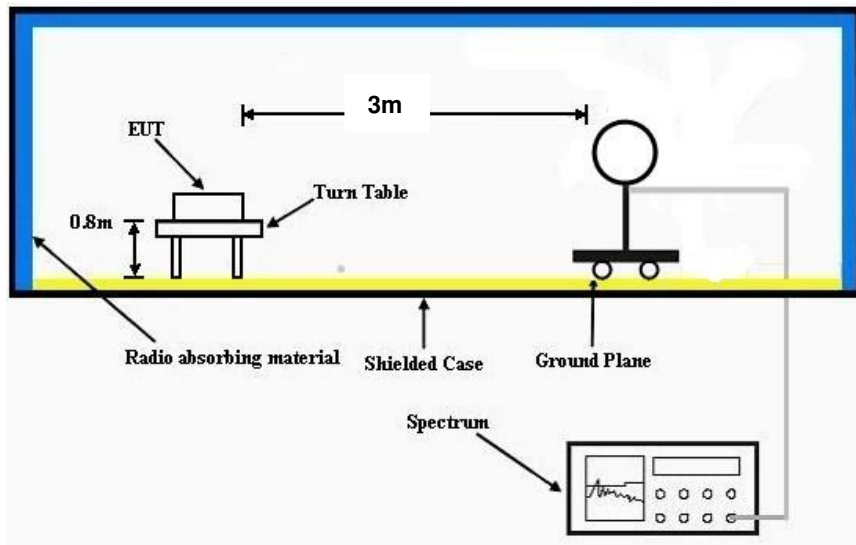 3m
EUT
Turn Table
0.8m
Radio absorbing material
Shielded Case
Ground Plane
Spectrum